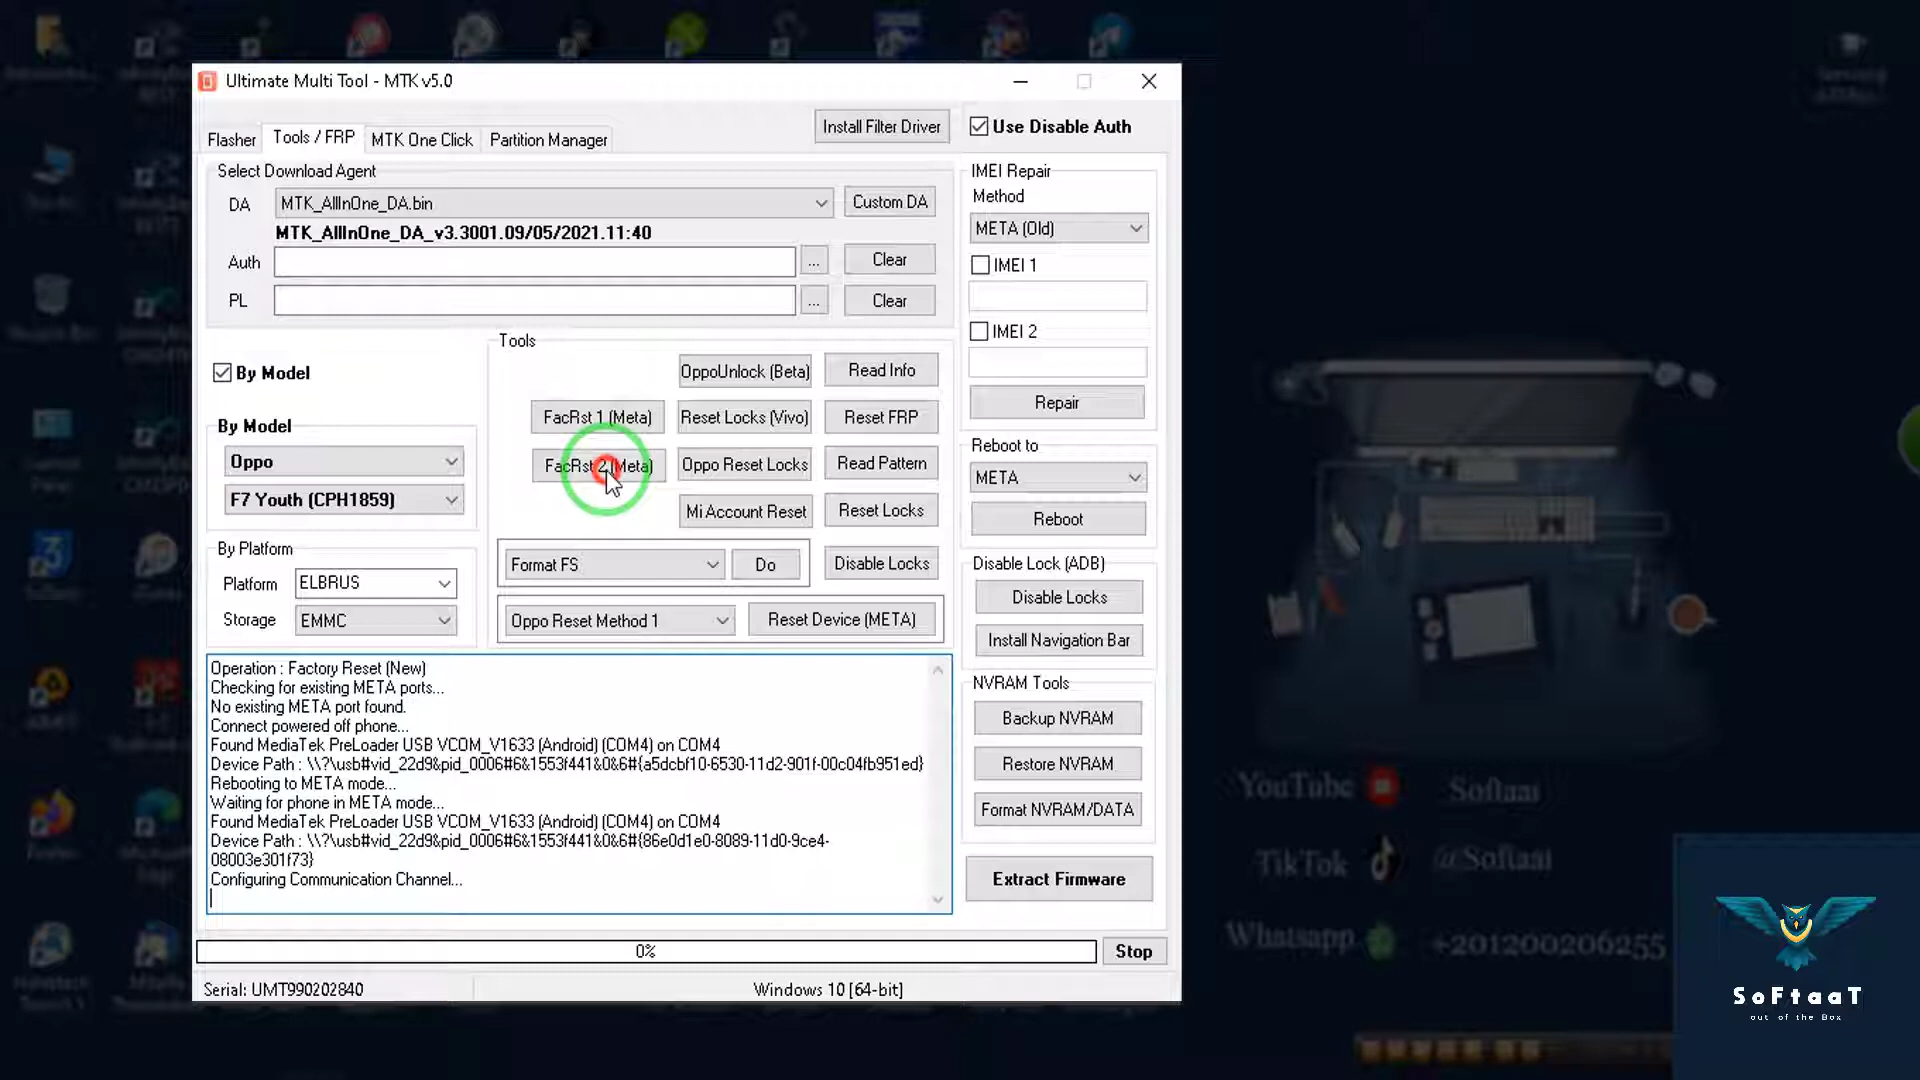 Ultimate Multi Tool - MTK v5.0
Flasher
Tools / FRP
MTK One Click
Partition Manager
Install Filter Driver
Use Disable Auth
Select Download Agent
DA
MTK_AllInOne_DA.bin
Custom DA
MTK_AllInOne_DA_v3.3001.09/05/2021.11:40
Auth
...
Clear
PL
...
Clear
IMEI Repair
Method
META (Old)
IMEI 1
IMEI 2
Repair
By Model
By Model
Oppo
F7 Youth (CPH1859)
By Platform
Platform
ELBRUS
Storage
EMMC
Tools
OppoUnlock (Beta)
Read Info
FacRst 1 (Meta)
Reset Locks (Vivo)
Reset FRP
FacRst 2 (Meta)
Oppo Reset Locks
Read Pattern
Mi Account Reset
Reset Locks
Format FS
Do
Disable Locks
Oppo Reset Method 1
Reset Device (META)
Reboot to
META
Reboot
Disable Lock (ADB)
Disable Locks
Install Navigation Bar
NVRAM Tools
Backup NVRAM
Restore NVRAM
Format NVRAM/DATA
Extract Firmware
Operation : Factory Reset (New)
Checking for existing META ports...
No existing META port found.
Connect powered off phone...
Found MediaTek PreLoader USB VCOM_V1633 (Android) (COM4) on COM4
Device Path : \\?\usb#vid_22d9&pid_0006#6&1553f441&0&6#{a5dcbf10-6530-11d2-901f-00c04fb951ed}
Rebooting to META mode...
Waiting for phone in META mode...
Found MediaTek PreLoader USB VCOM_V1633 (Android) (COM4) on COM4
Device Path : \\?\usb#vid_22d9&pid_0006#6&1553f441&0&6#{86e0d1e0-8089-11d0-9ce4-
08003e301f73}
Configuring Communication Channel...
0%
Stop
Serial: UMT990202840
Windows 10 [64-bit]
YouTube
Softaat
TikTok
@Softaat
Whatsapp
+201200206255
SoFtaaT
out of the Box